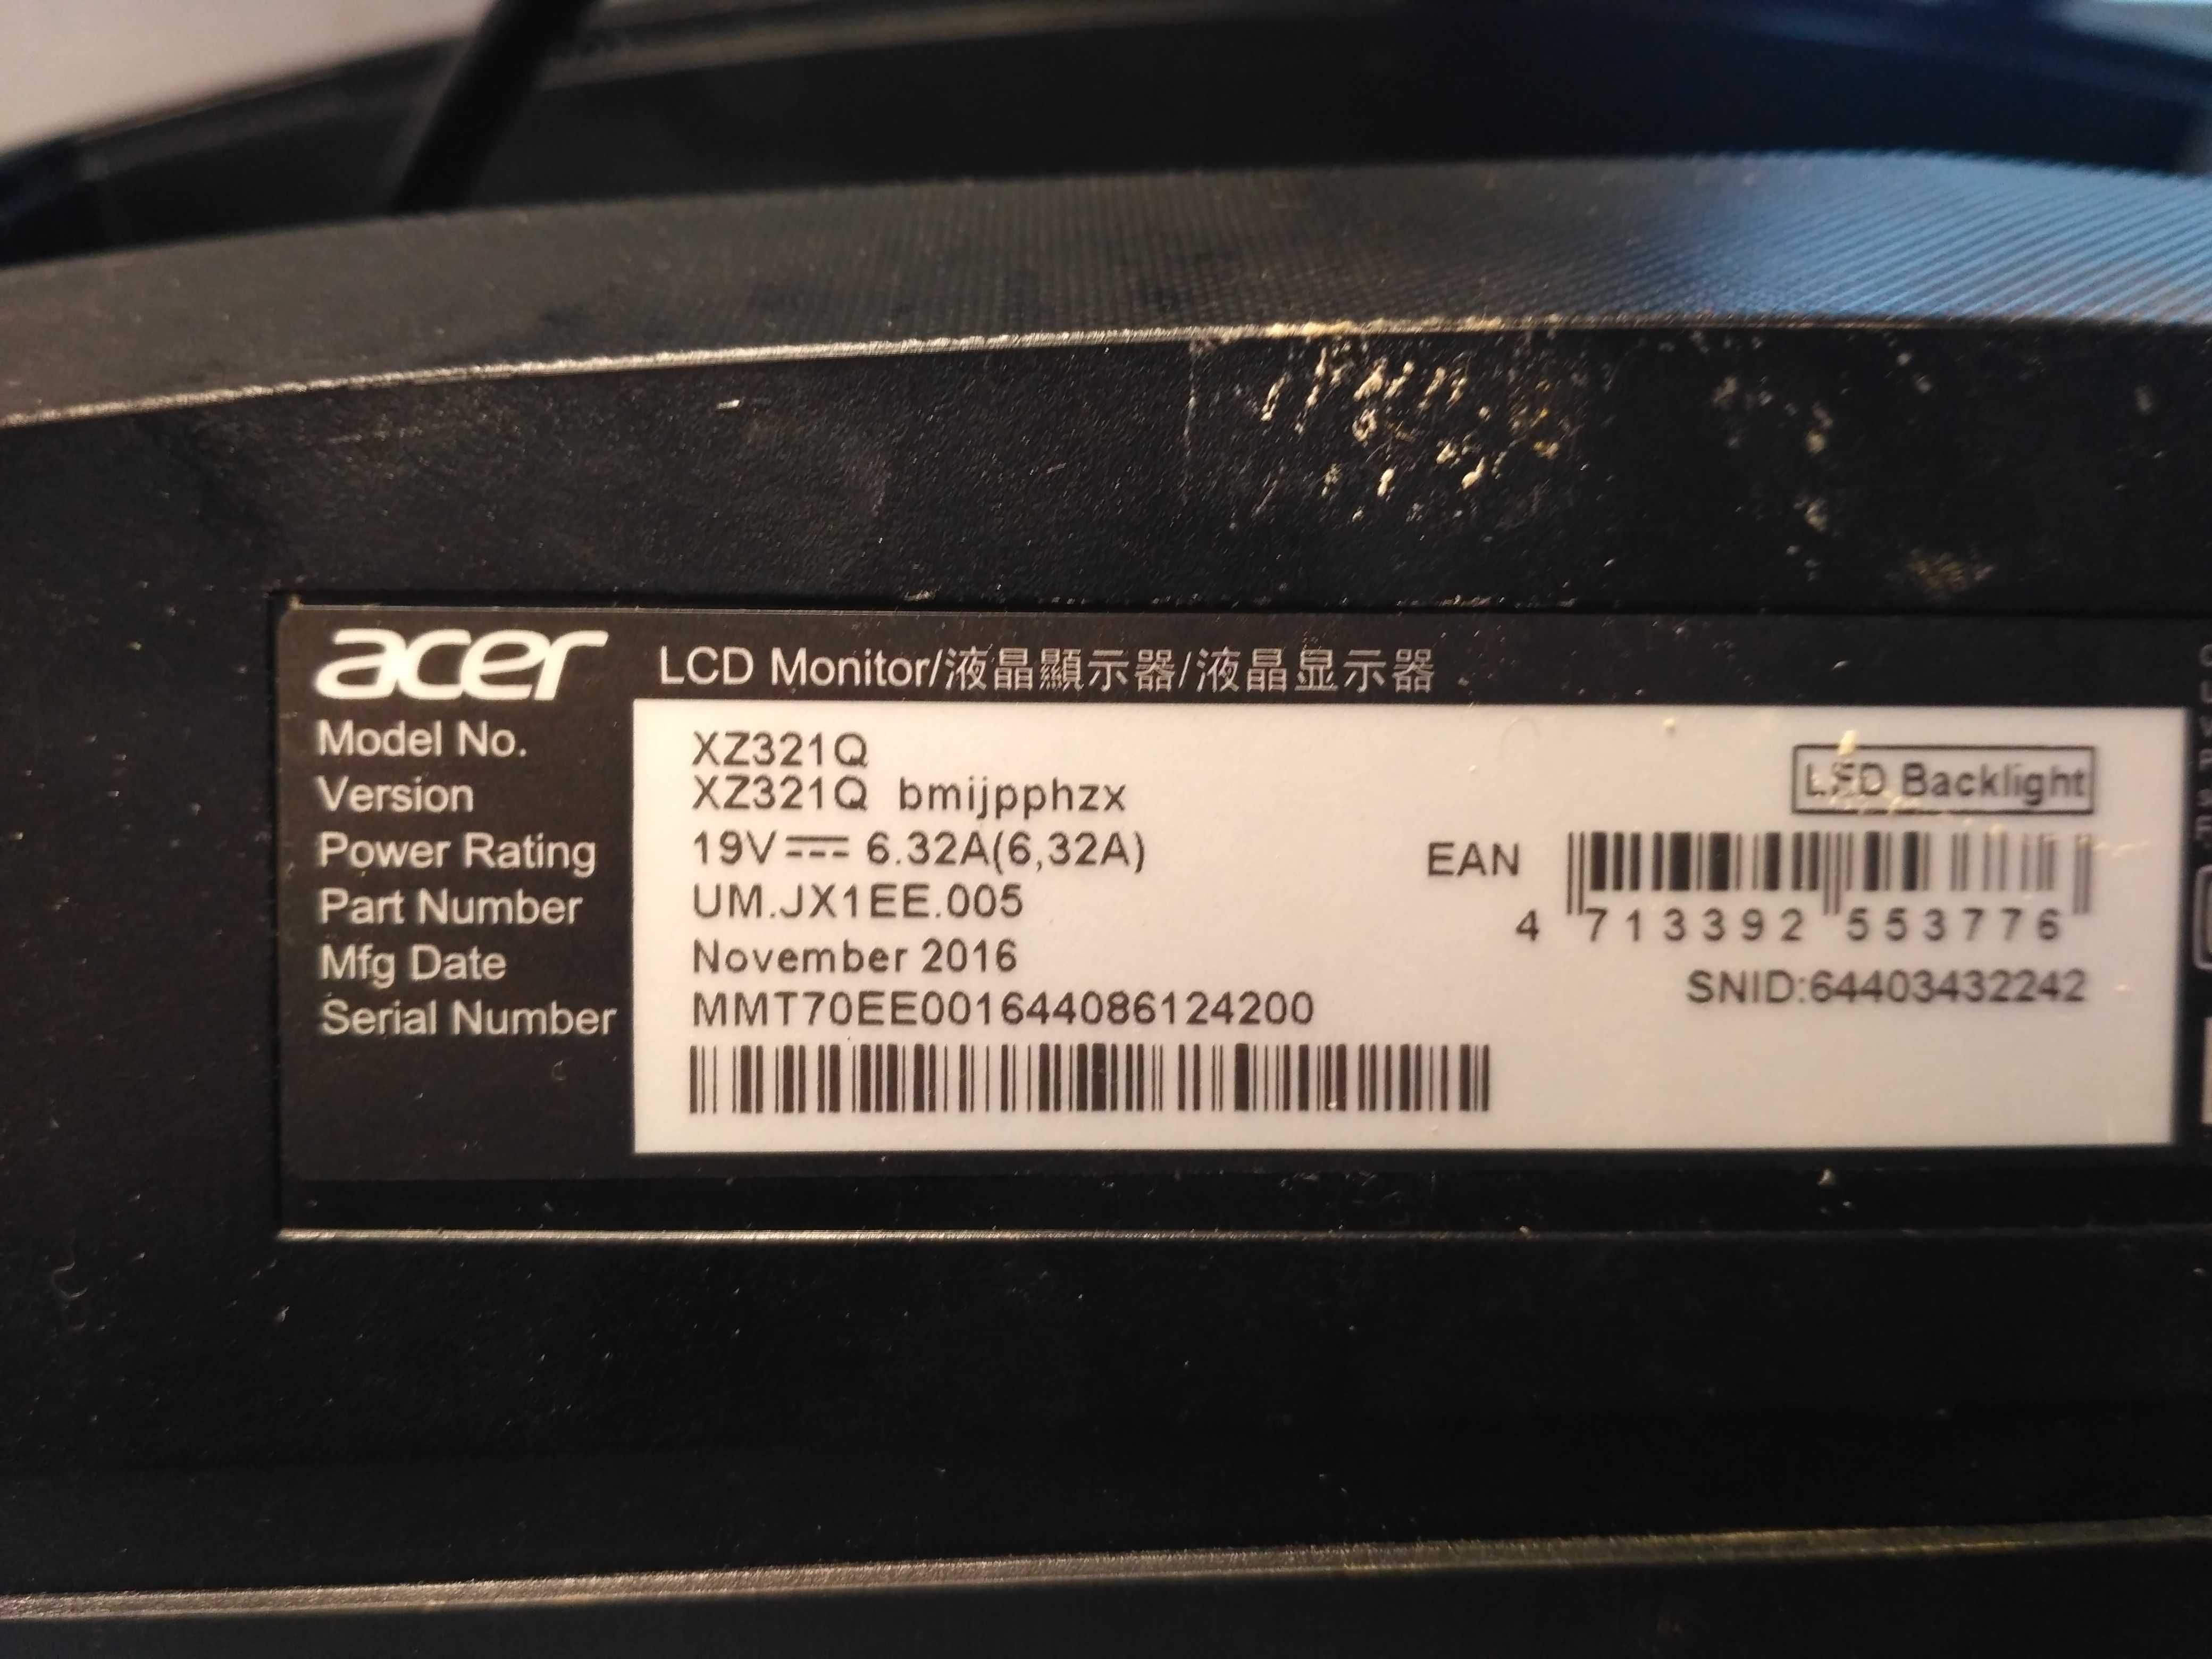 acer LCD Monitor/液晶顯示器/液晶显示器
Model No. XZ321Q
Version XZ321Q bmijpphzx
LED Backlight
Power Rating 19V⎓6.32A(6,32A)
EAN
Part Number UM.JX1EE.005
4 713392 553776
Mfg Date November 2016
SNID:64403432242
Serial Number MMT70EE001644086124200